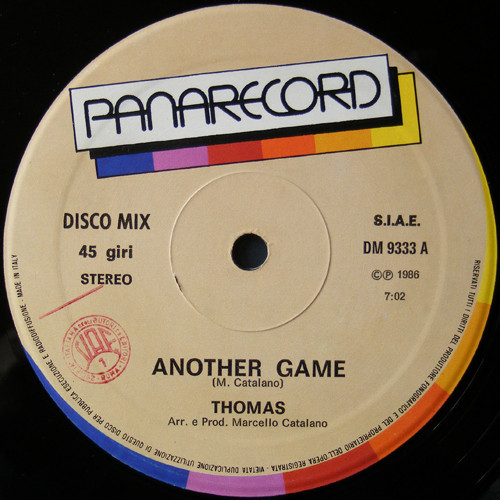 PANARECORD
DISCO MIX
45 giri
STEREO
S.I.A.E.
DM 9333 A
©℗ 1986
7:02
ANOTHER GAME
(M. Catalano)
THOMAS
Arr. e Prod. Marcello Catalano
RISERVATI TUTTI I DIRITTI DEL PRODUTTORE FONOGRAFICO E DEL PROPRIETARIO DELL'OPERA REGISTRATA - VIETATA DUPLICAZIONE UTILIZZAZIONE DI QUESTO DISCO PER PUBBLICA ESECUZIONE E RADIODIFFUSIONE - MADE IN ITALY